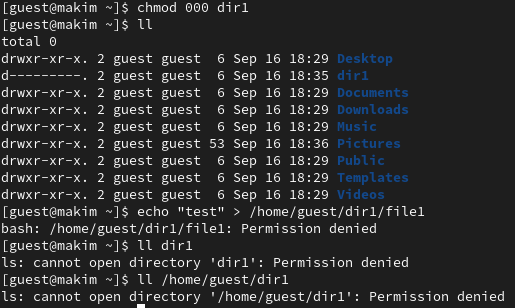 [guest@makim ~]$ chmod 000 dir1
[guest@makim ~]$ ll
total 0
drwxr-xr-x. 2 guest guest  6 Sep 16 18:29 Desktop
d---------. 2 guest guest  6 Sep 16 18:35 dir1
drwxr-xr-x. 2 guest guest  6 Sep 16 18:29 Documents
drwxr-xr-x. 2 guest guest  6 Sep 16 18:29 Downloads
drwxr-xr-x. 2 guest guest  6 Sep 16 18:29 Music
drwxr-xr-x. 2 guest guest 53 Sep 16 18:36 Pictures
drwxr-xr-x. 2 guest guest  6 Sep 16 18:29 Public
drwxr-xr-x. 2 guest guest  6 Sep 16 18:29 Templates
drwxr-xr-x. 2 guest guest  6 Sep 16 18:29 Videos
[guest@makim ~]$ echo "test" > /home/guest/dir1/file1
bash: /home/guest/dir1/file1: Permission denied
[guest@makim ~]$ ll dir1
ls: cannot open directory 'dir1': Permission denied
[guest@makim ~]$ ll /home/guest/dir1
ls: cannot open directory '/home/guest/dir1': Permission denied